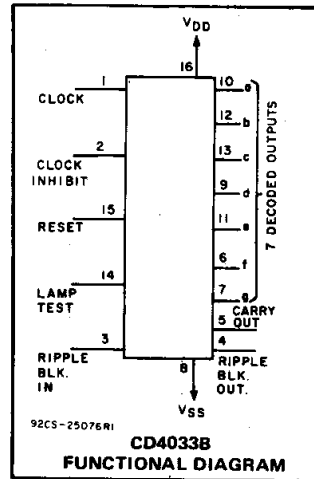 VDD
16
1
CLOCK
2
CLOCK
INHIBIT
15
RESET
14
LAMP
TEST
3
RIPPLE
BLK.
IN
10 a
12 b
13 c
9 d
11 e
6 f
7 g
7 DECODED OUTPUTS
CARRY
OUT
5
4
RIPPLE
BLK.
OUT.
8
VSS
92CS-25076R1
CD4033B
FUNCTIONAL DIAGRAM